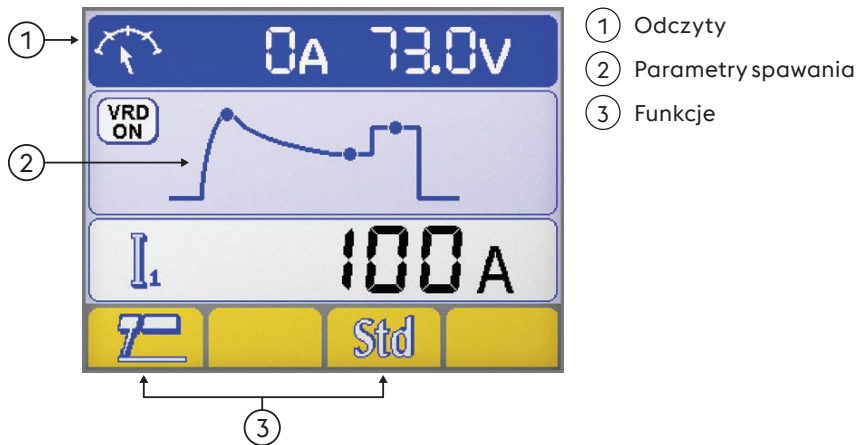 1
0A 73.0V
VRD
ON
2
I1
100A
Std
3
1 Odczyty
2 Parametry spawania
3 Funkcje